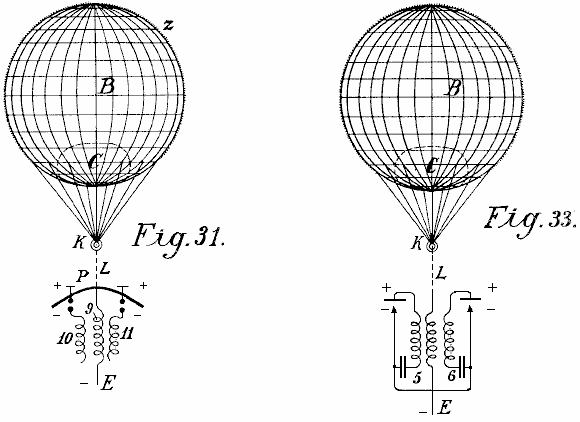 z
B
C
K
Fig. 31.
L
P
+ +
9
- -
10 11
- E
B
C
K
Fig. 33.
L
+ +
- -
5 6
- E